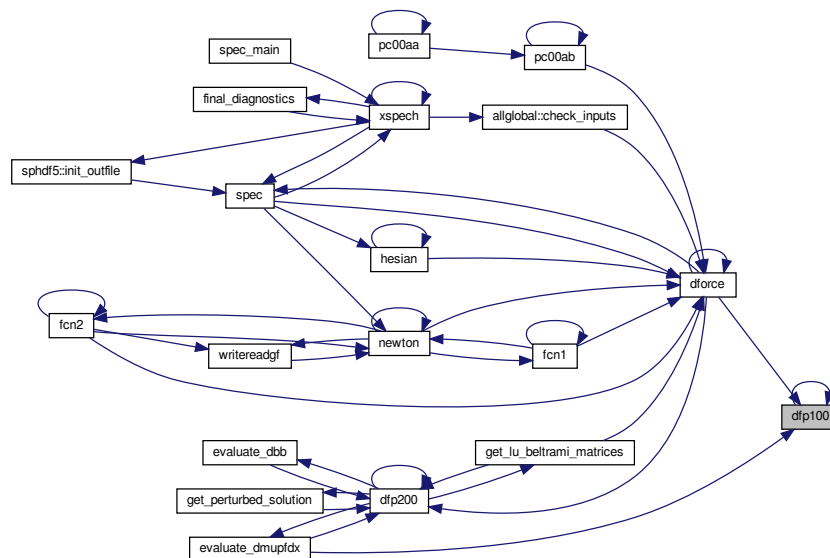 pc00aa
spec_main
pc00ab
final_diagnostics
xspech
allglobal::check_inputs
sphdf5::init_outfile
spec
hesian
dforce
fcn2
newton
writereadgf
fcn1
dfp100
evaluate_dbb
get_lu_beltrami_matrices
get_perturbed_solution
dfp200
evaluate_dmupfdx